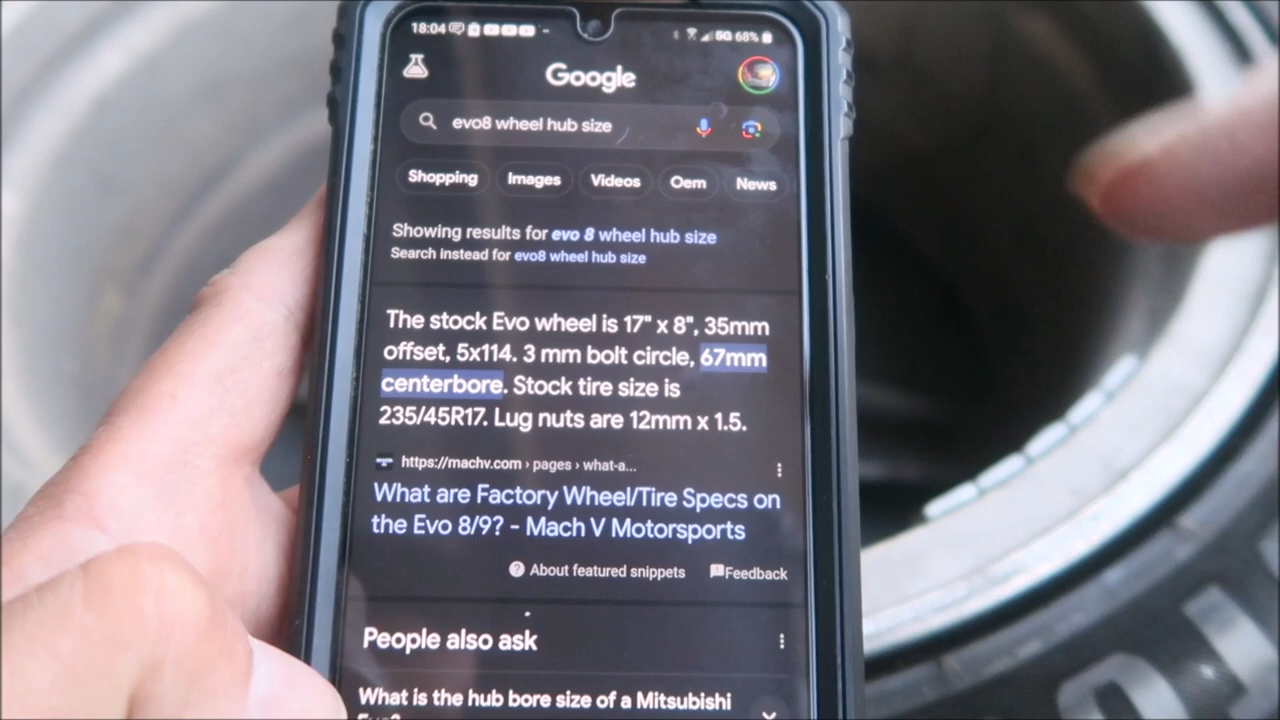 18:04
5G 68%
Google
evo8 wheel hub size
Shopping Images Videos Oem News
Showing results for evo 8 wheel hub size
Search instead for evo8 wheel hub size
The stock Evo wheel is 17" x 8", 35mm
offset, 5x114. 3 mm bolt circle, 67mm
centerbore. Stock tire size is
235/45R17. Lug nuts are 12mm x 1.5.
https://machv.com › pages › what-a...
What are Factory Wheel/Tire Specs on
the Evo 8/9? - Mach V Motorsports
About featured snippets Feedback
People also ask
What is the hub bore size of a Mitsubishi
Evo?